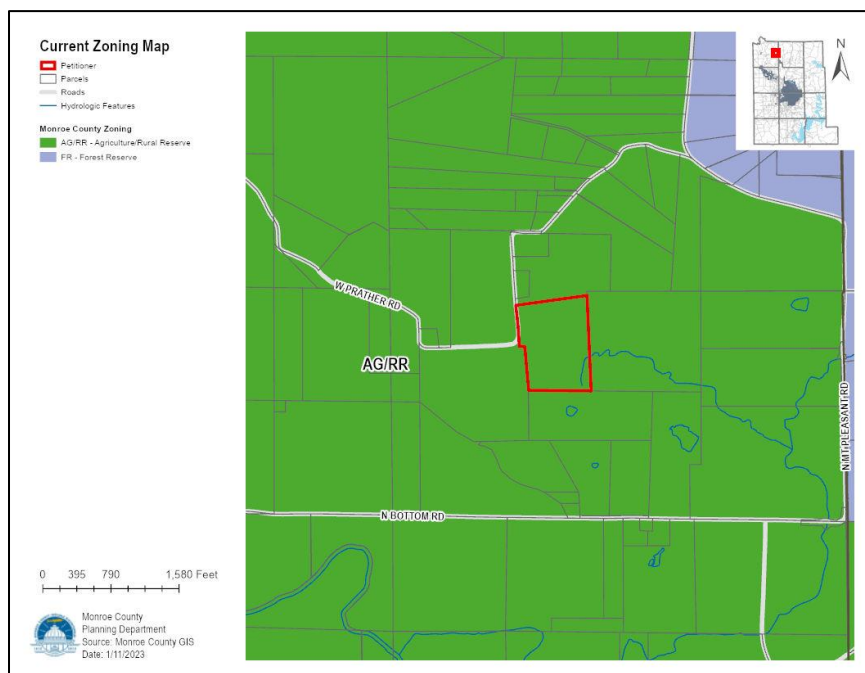 Current Zoning Map
Petitioner
Parcels
Roads
Hydrologic Features
Monroe County Zoning
AG/RR - Agriculture/Rural Reserve
FR - Forest Reserve
N
W PRATHER RD
AG/RR
N MT PLEASANT RD
N BOTTOM RD
0 395 790 1,580 Feet
Monroe County
Planning Department
Source: Monroe County GIS
Date: 1/11/2023